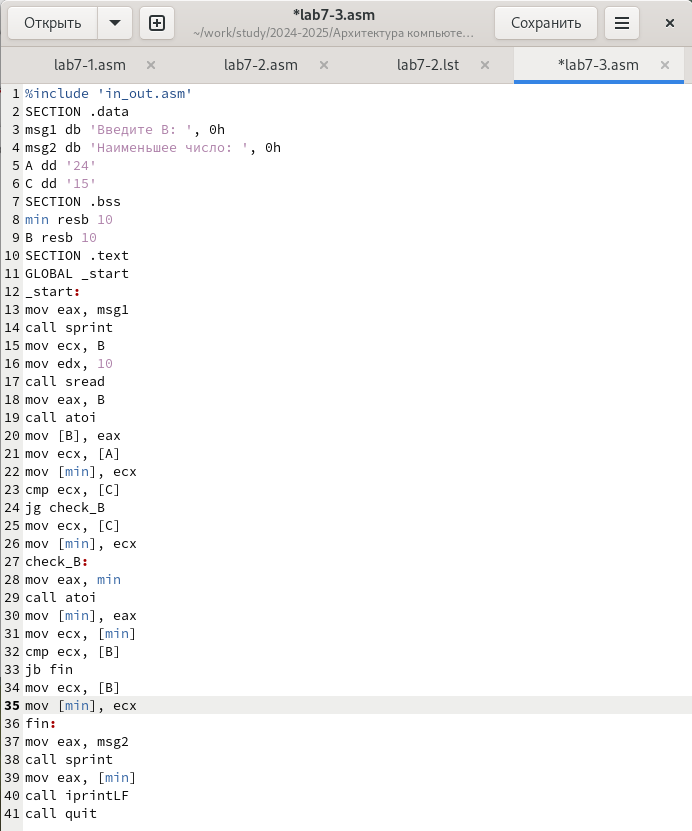 Открыть
*lab7-3.asm
~/work/study/2024-2025/Архитектура компьюте...
Сохранить
lab7-1.asm
lab7-2.asm
lab7-2.lst
*lab7-3.asm
1 %include 'in_out.asm'
2 SECTION .data
3 msg1 db 'Введите B: ', 0h
4 msg2 db 'Наименьшее число: ', 0h
5 A dd '24'
6 C dd '15'
7 SECTION .bss
8 min resb 10
9 B resb 10
10 SECTION .text
11 GLOBAL _start
12 _start:
13 mov eax, msg1
14 call sprint
15 mov ecx, B
16 mov edx, 10
17 call sread
18 mov eax, B
19 call atoi
20 mov [B], eax
21 mov ecx, [A]
22 mov [min], ecx
23 cmp ecx, [C]
24 jg check_B
25 mov ecx, [C]
26 mov [min], ecx
27 check_B:
28 mov eax, min
29 call atoi
30 mov [min], eax
31 mov ecx, [min]
32 cmp ecx, [B]
33 jb fin
34 mov ecx, [B]
35 mov [min], ecx
36 fin:
37 mov eax, msg2
38 call sprint
39 mov eax, [min]
40 call iprintLF
41 call quit